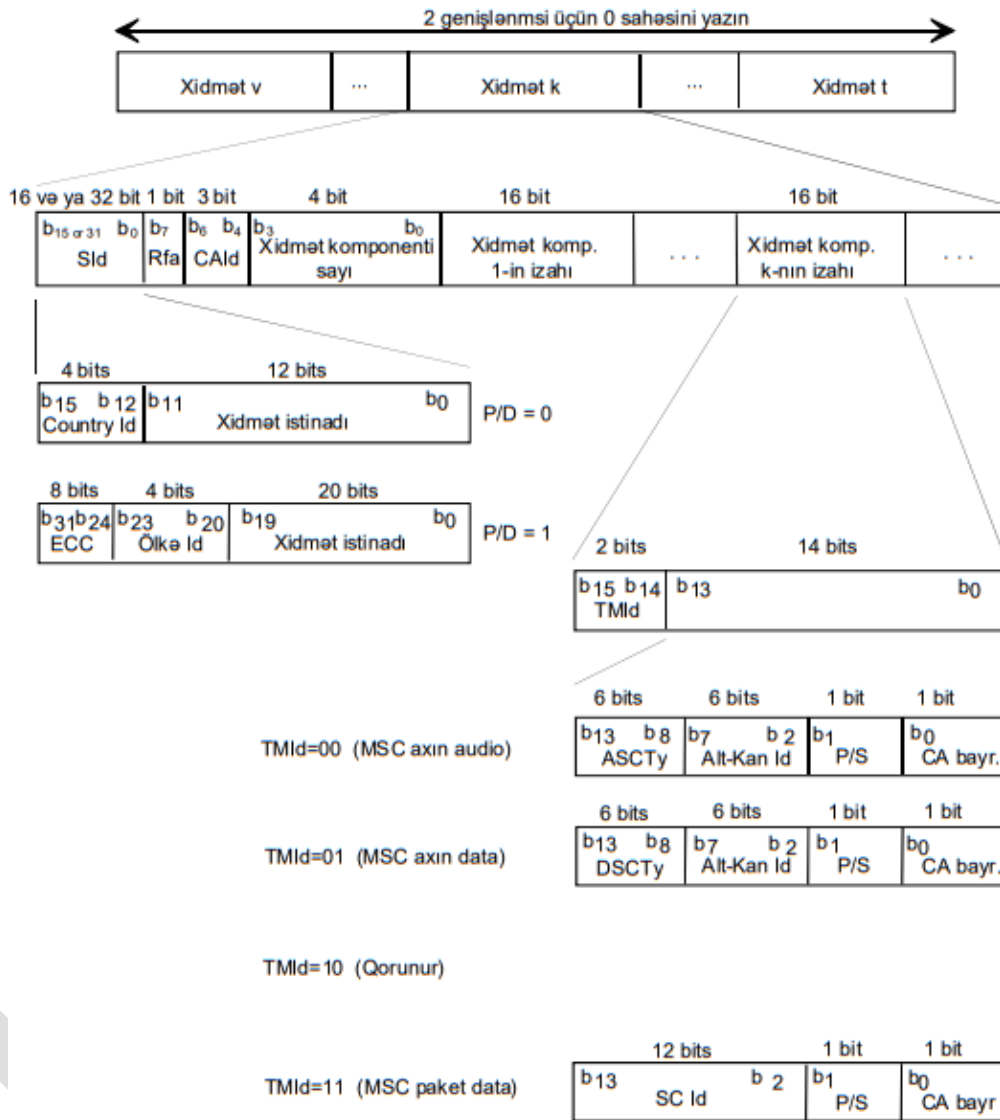 2 genişlənmsi üçün 0 sahəsini yazın
Xidmət v ... Xidmət k ... Xidmət t
16 və ya 32 bit 1 bit 3 bit 4 bit 16 bit 16 bit
b15 or 31 b0 b7 b6 b4 b3 b0
SId Rfa CAId Xidmət komponenti sayı Xidmət komp. 1-in izahı . . . Xidmət komp. k-nın izahı . . .
4 bits 12 bits
b15 b12 b11 b0
Country Id Xidmət istinadı P/D = 0
8 bits 4 bits 20 bits
b31 b24 b23 b20 b19 b0
ECC Ölkə Id Xidmət istinadı P/D = 1
2 bits 14 bits
b15 b14 b13 b0
TMId
6 bits 6 bits 1 bit 1 bit
b13 b8 b7 b2 b1 b0
TMId=00 (MSC axın audio) ASCTy Alt-Kan Id P/S CA bayr.
6 bits 6 bits 1 bit 1 bit
b13 b8 b7 b2 b1 b0
TMId=01 (MSC axın data) DSCTy Alt-Kan Id P/S CA bayr.
TMId=10 (Qorunur)
12 bits 1 bit 1 bit
b13 b2 b1 b0
TMId=11 (MSC paket data) SC Id P/S CA bayr